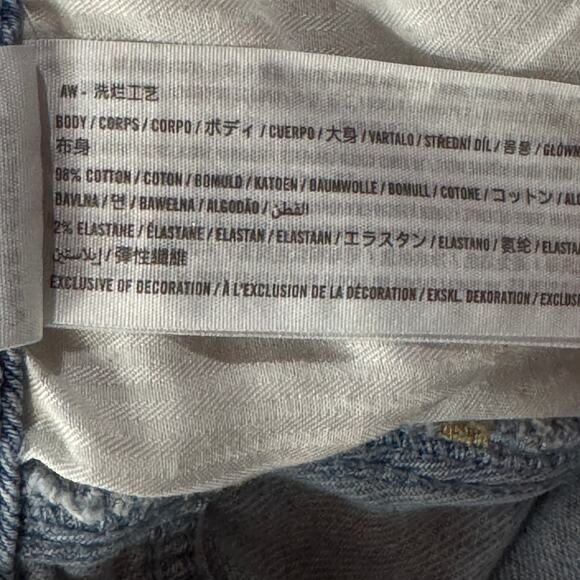 AW - 洗烂工艺
BODY / CORPS / CORPO / ボディ / CUERPO / 大身 / VARTALO / STŘEDNÍ DÍL / 몸통 / GŁÓWN
布身
98% COTTON / COTON / BOMULD / KATOEN / BAUMWOLLE / BOMULL / COTONE / コットン / AL
BAVLNA / 면 / BAWEŁNA / ALGODÃO / القطن
2% ELASTANE / ÉLASTANE / ELASTAN / ELASTAAN / エラスタン / ELASTANO / 氨纶 / ELASTA
إيلاستين / 彈性纖維
EXCLUSIVE OF DECORATION / À L'EXCLUSION DE LA DÉCORATION / EKSKL. DEKORATION / EXCLUS